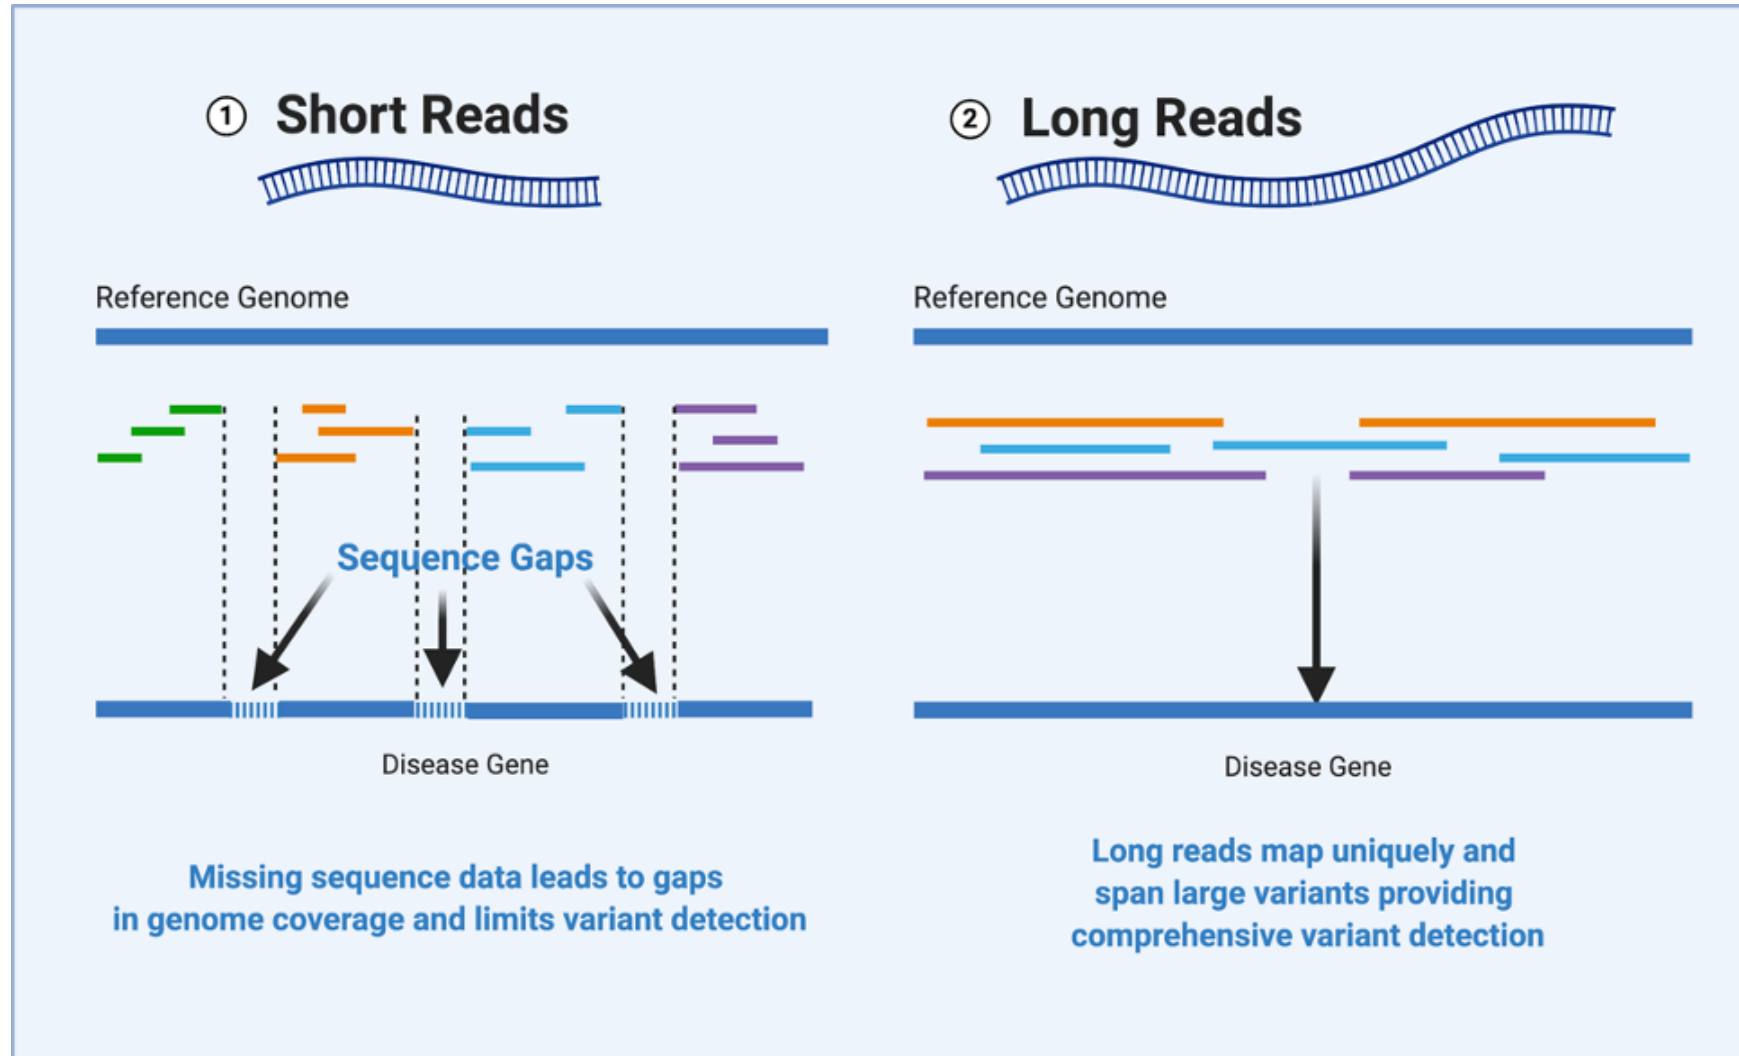 ① Short Reads
Reference Genome
Sequence Gaps
Disease Gene
Missing sequence data leads to gaps
in genome coverage and limits variant detection
② Long Reads
Reference Genome
Disease Gene
Long reads map uniquely and
span large variants providing
comprehensive variant detection